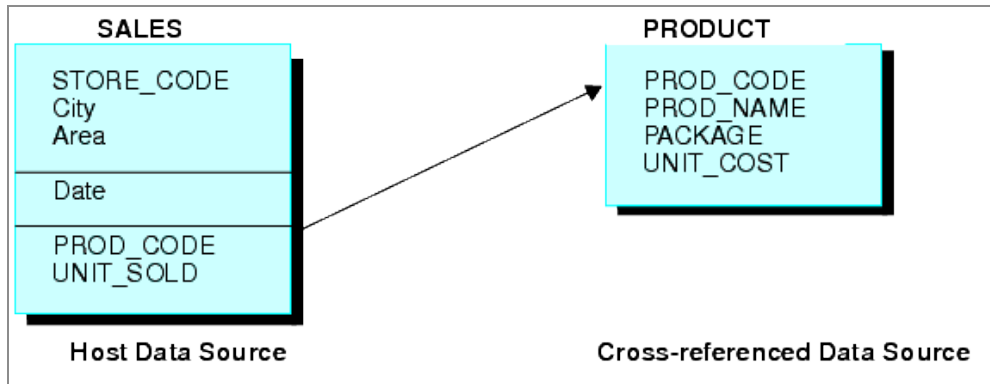 SALES
STORE_CODE
City
Area
Date
PROD_CODE
UNIT_SOLD
Host Data Source
PRODUCT
PROD_CODE
PROD_NAME
PACKAGE
UNIT_COST
Cross-referenced Data Source